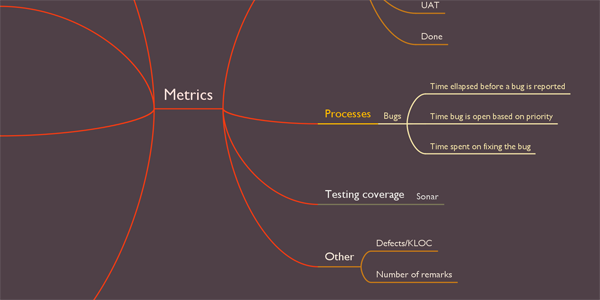 UAT
Done
Metrics
Processes
Bugs
Time ellapsed before a bug is reported
Time bug is open based on priority
Time spent on fixing the bug
Testing coverage
Sonar
Other
Defects/KLOC
Number of remarks